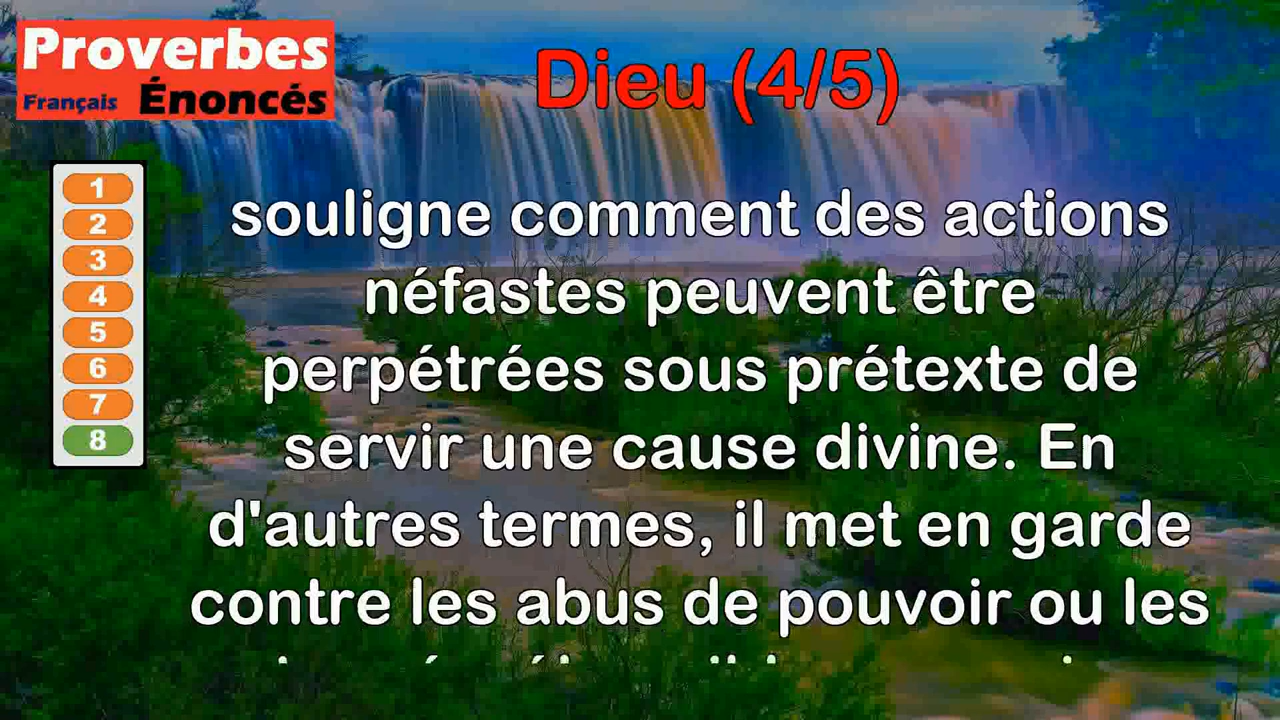 Proverbes
Français Énoncés
Dieu (4/5)
1
2
3
4
5
6
7
8
souligne comment des actions
néfastes peuvent être
perpétrées sous prétexte de
servir une cause divine. En
d'autres termes, il met en garde
contre les abus de pouvoir ou les